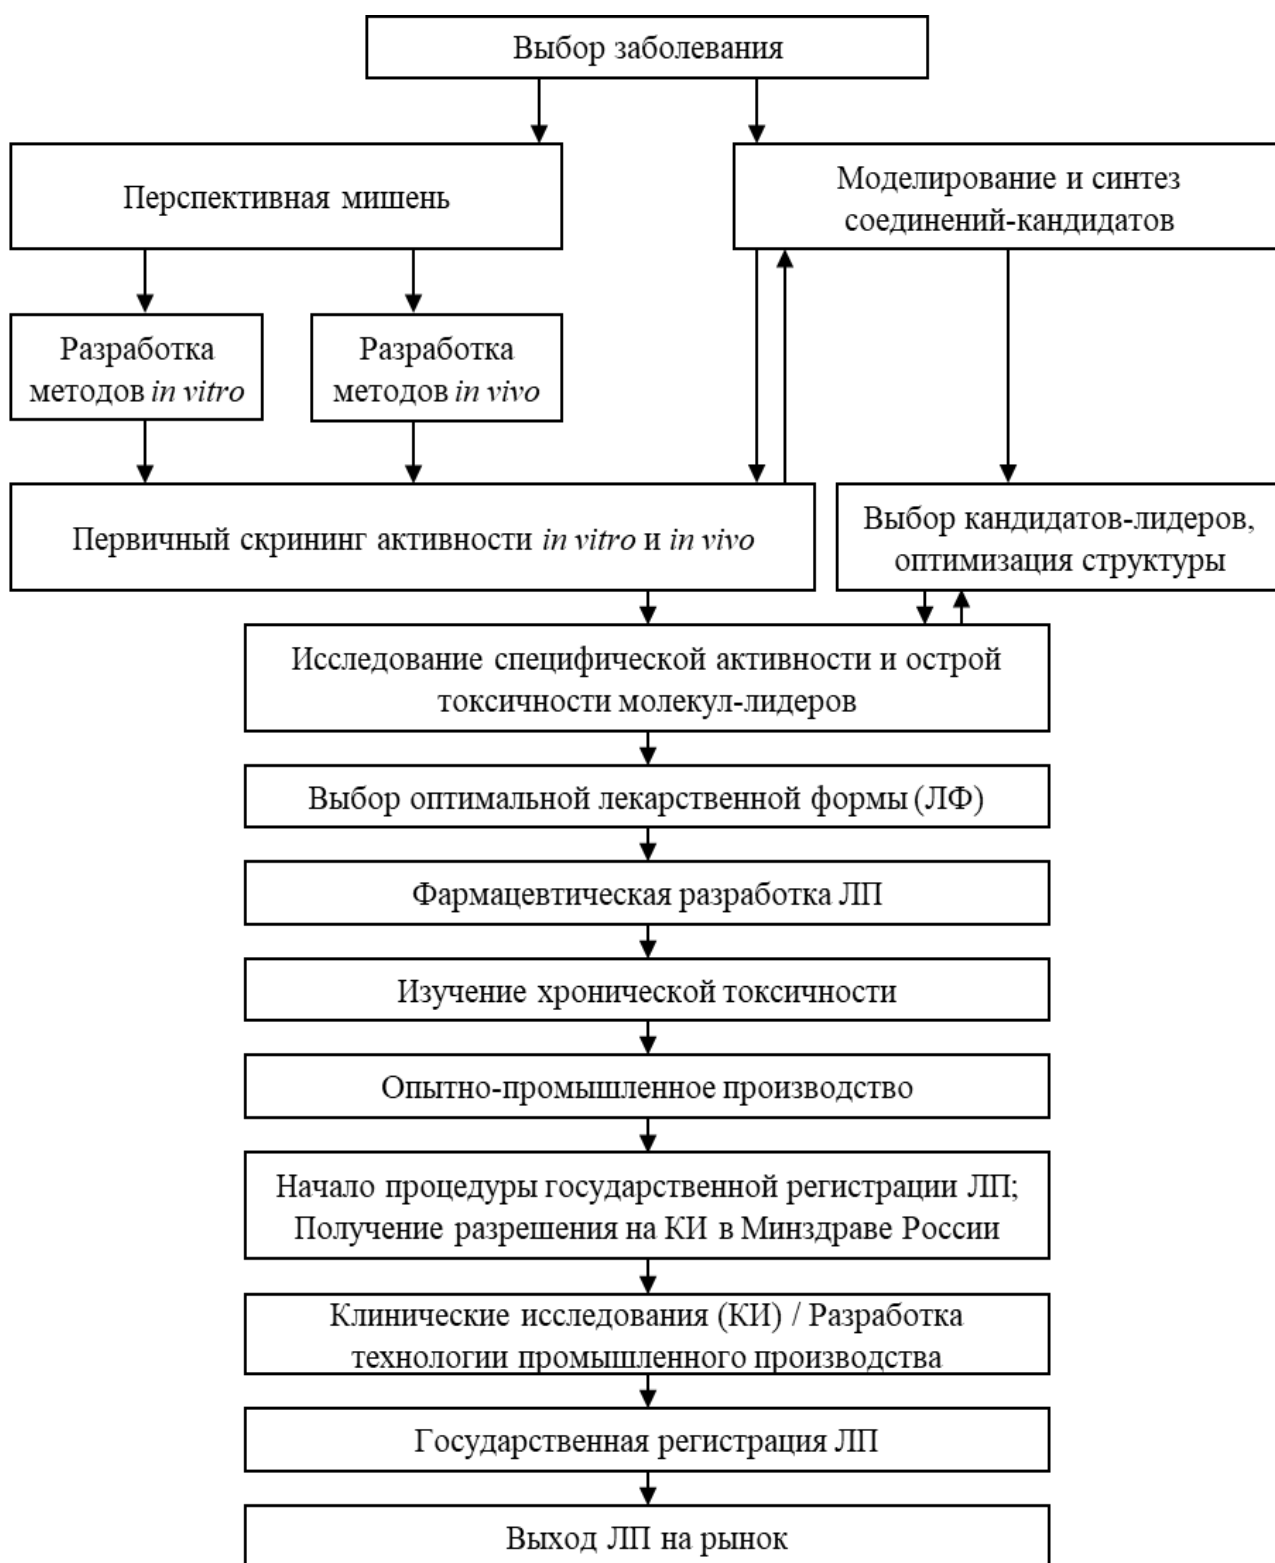 Выбор заболевания
Перспективная мишень
Моделирование и синтез
соединений-кандидатов
Разработка
методов in vitro
Разработка
методов in vivo
Первичный скрининг активности in vitro и in vivo
Выбор кандидатов-лидеров,
оптимизация структуры
Исследование специфической активности и острой
токсичности молекул-лидеров
Выбор оптимальной лекарственной формы (ЛФ)
Фармацевтическая разработка ЛП
Изучение хронической токсичности
Опытно-промышленное производство
Начало процедуры государственной регистрации ЛП;
Получение разрешения на КИ в Минздраве России
Клинические исследования (КИ) / Разработка
технологии промышленного производства
Государственная регистрация ЛП
Выход ЛП на рынок